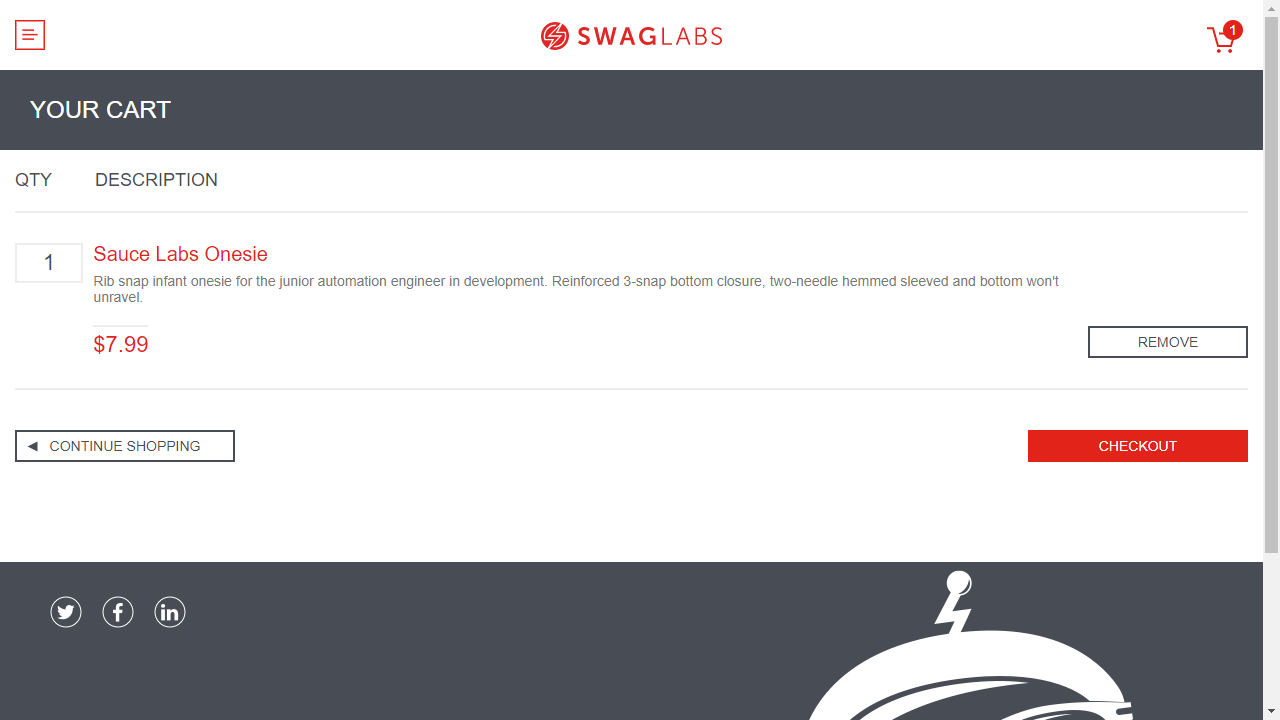 SWAGLABS
1
YOUR CART
QTY DESCRIPTION
1
Sauce Labs Onesie
Rib snap infant onesie for the junior automation engineer in development. Reinforced 3-snap bottom closure, two-needle hemmed sleeved and bottom won't
unravel.
$7.99
REMOVE
CONTINUE SHOPPING
CHECKOUT